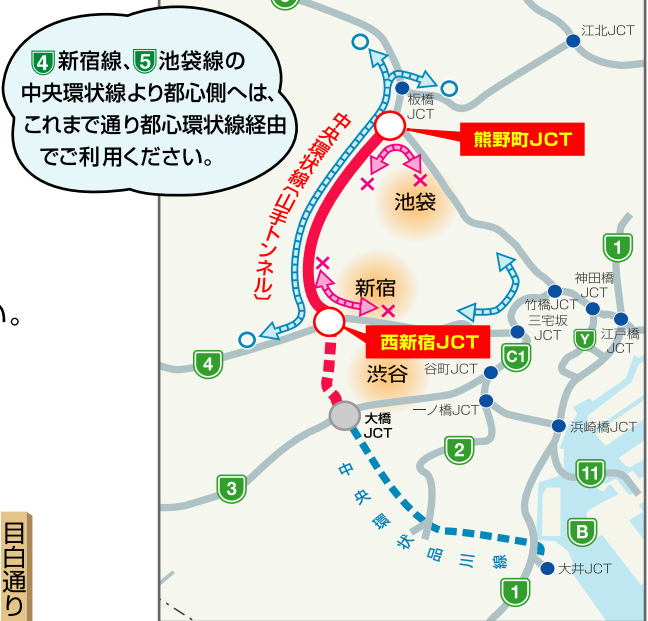 4 新宿線、5 池袋線の
中央環状線より都心側へは、
これまで通り都心環状線経由
でご利用ください。
い。
目白通り
江北JCT
板橋
JCT
熊野町JCT
中央環状線〔山手トンネル〕
池袋
1
新宿
神田橋
JCT
竹橋JCT
三宅坂
JCT
江戸橋
JCT
Y
西新宿JCT
C1
4
渋谷
谷町JCT
一ノ橋JCT
大橋
JCT
浜崎橋JCT
2
3
11
中央環状品川線
B
大井JCT
1